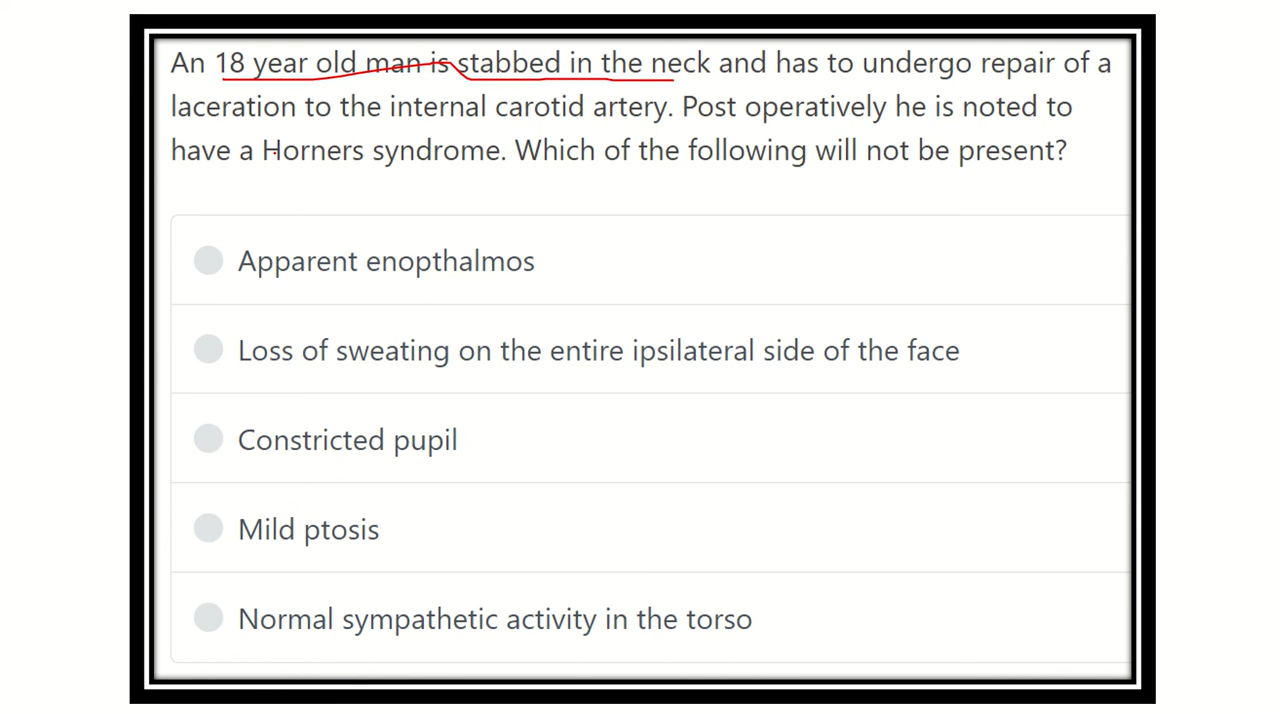 An 18 year old man is stabbed in the neck and has to undergo repair of a
laceration to the internal carotid artery. Post operatively he is noted to
have a Horners syndrome. Which of the following will not be present?
Apparent enopthalmos
Loss of sweating on the entire ipsilateral side of the face
Constricted pupil
Mild ptosis
Normal sympathetic activity in the torso